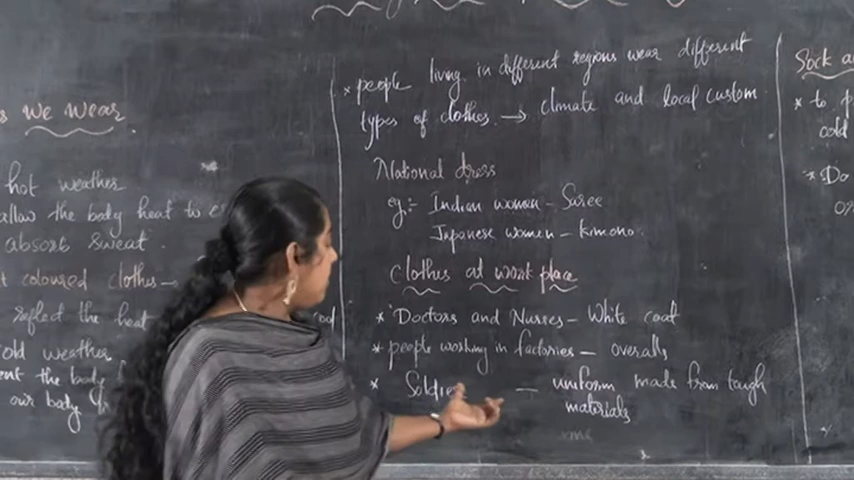 we wear
hot weather
allow the body heat to
absorb sweat.
coloured clothes →
reflect the heat
cold weather
the body
our body
* people living in different regions wear different
types of clothes. → climate and local custom
National dress
eg:- Indian women - Saree
Japanese women - kimono.
clothes at work place
* Doctors and Nurses - White coat
* people working in factories - overalls
* Soldie — uniform made from tough
materials
Sock
* to
cold
* Do